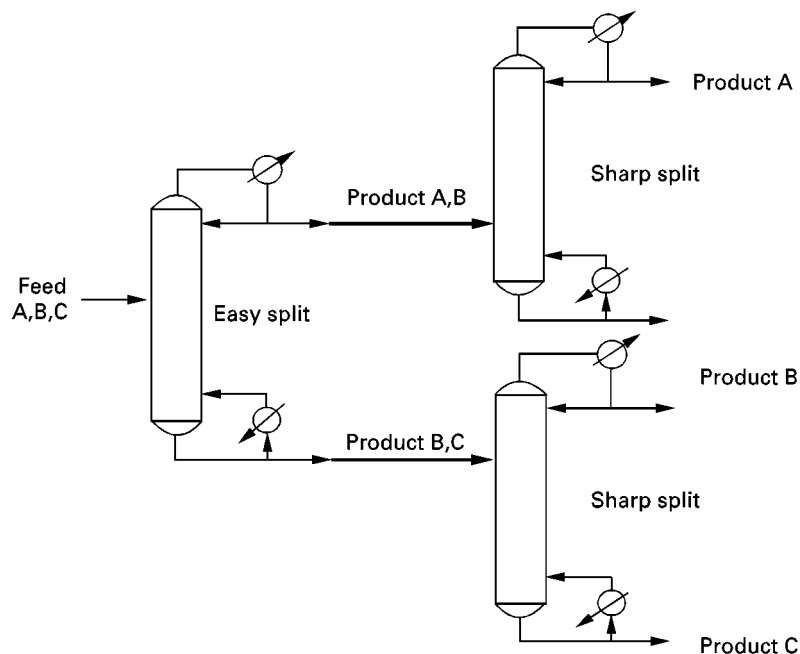 Product A
Sharp split
Product A,B
Feed
A,B,C
Easy split
Product B
Product B,C
Sharp split
Product C